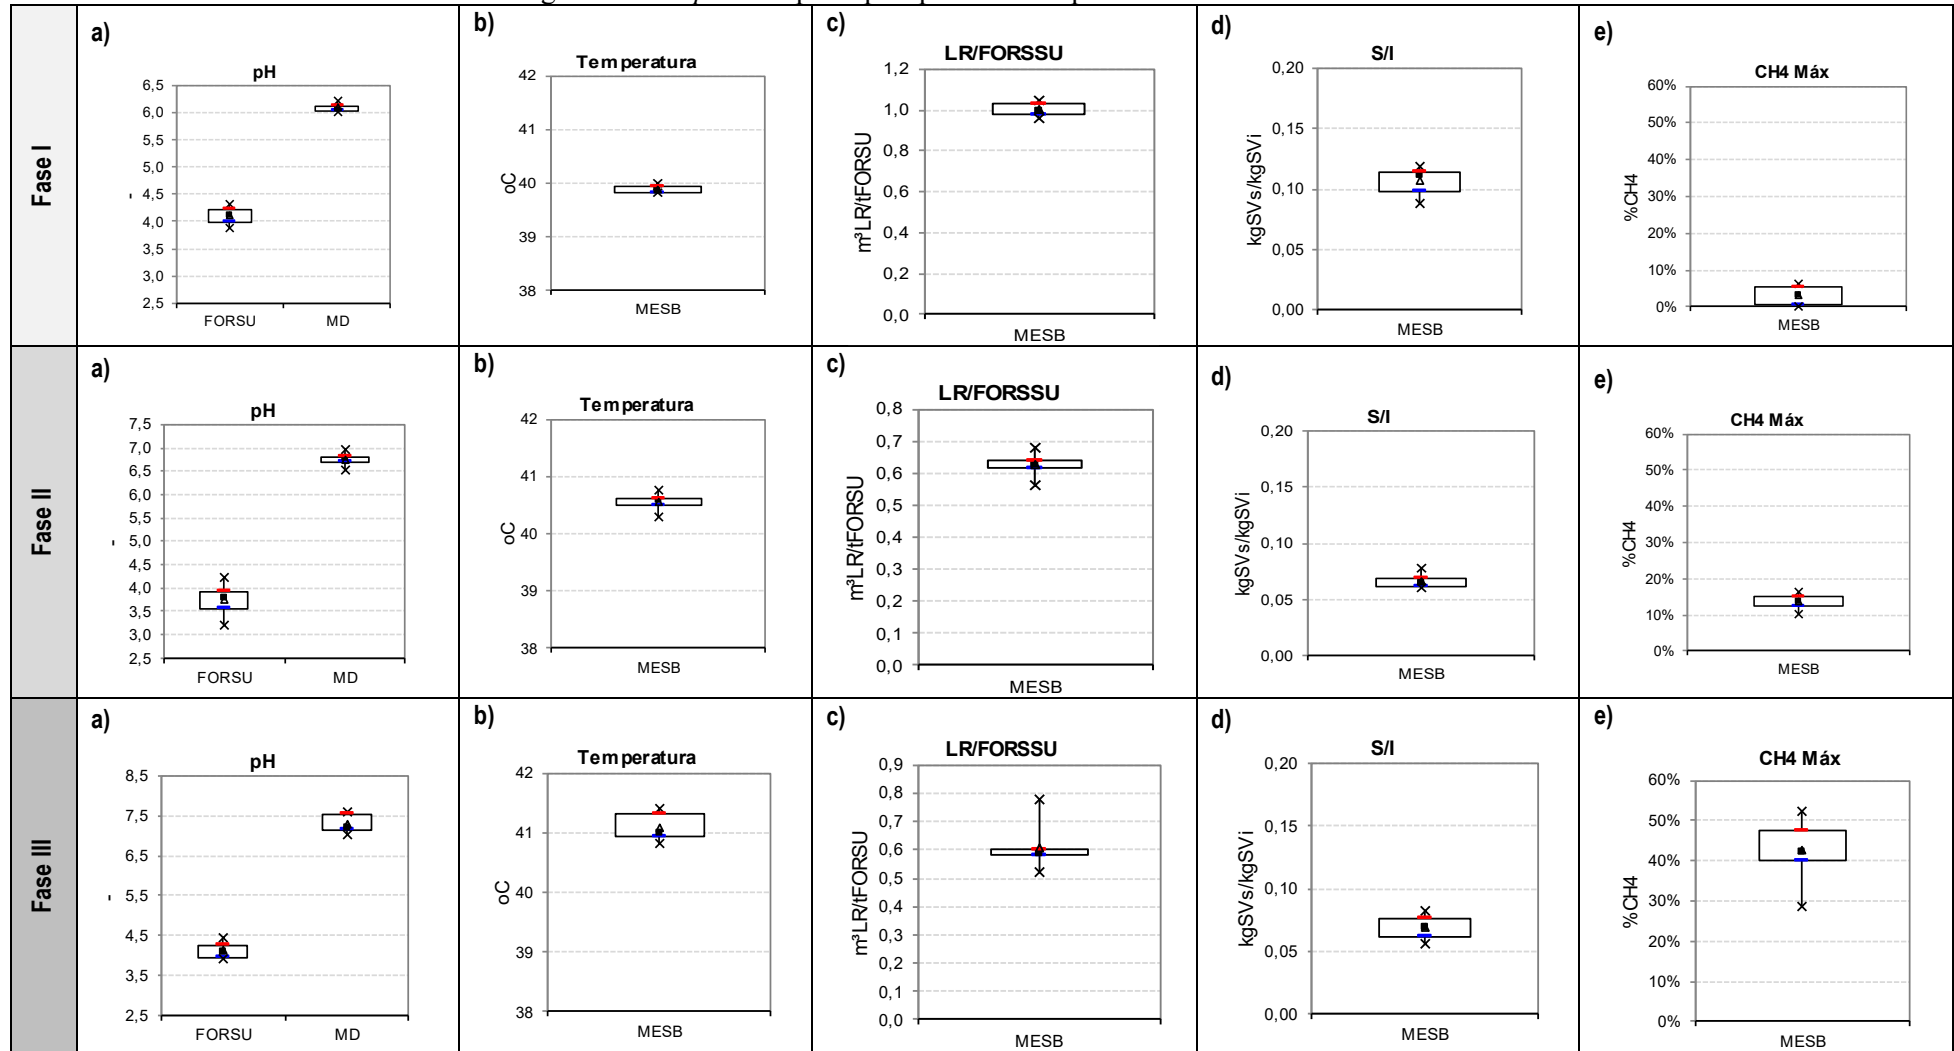 Fase I
a)
pH
6,5
6,0
5,5
5,0
4,5
4,0
3,5
3,0
2,5
-
FORSU MD
b)
Temperatura
42
41
40
39
38
oC
MESB
c)
LR/FORSSU
1,2
1,0
0,8
0,6
0,4
0,2
0,0
m³LR/tFORSU
MESB
d)
S/I
0,20
0,15
0,10
0,05
0,00
kgSVs/kgSVi
MESB
e)
CH4 Máx
60%
50%
40%
30%
20%
10%
0%
%CH4
MESB
Fase II
a)
pH
7,5
7,0
6,5
6,0
5,5
5,0
4,5
4,0
3,5
3,0
2,5
-
FORSU MD
b)
Temperatura
42
41
40
39
38
oC
MESB
c)
LR/FORSSU
0,8
0,7
0,6
0,5
0,4
0,3
0,2
0,1
0,0
m³LR/tFORSU
MESB
d)
S/I
0,20
0,15
0,10
0,05
0,00
kgSVs/kgSVi
MESB
e)
CH4 Máx
60%
50%
40%
30%
20%
10%
0%
%CH4
MESB
Fase III
a)
pH
8,5
7,5
6,5
5,5
4,5
3,5
2,5
-
FORSU MD
b)
Temperatura
42
41
40
39
38
oC
MESB
c)
LR/FORSSU
0,9
0,8
0,7
0,6
0,5
0,4
0,3
0,2
0,1
0,0
m³LR/tFORSU
MESB
d)
S/I
0,20
0,15
0,10
0,05
0,00
kgSVs/kgSVi
MESB
e)
CH4 Máx
60%
50%
40%
30%
20%
10%
0%
%CH4
MESB